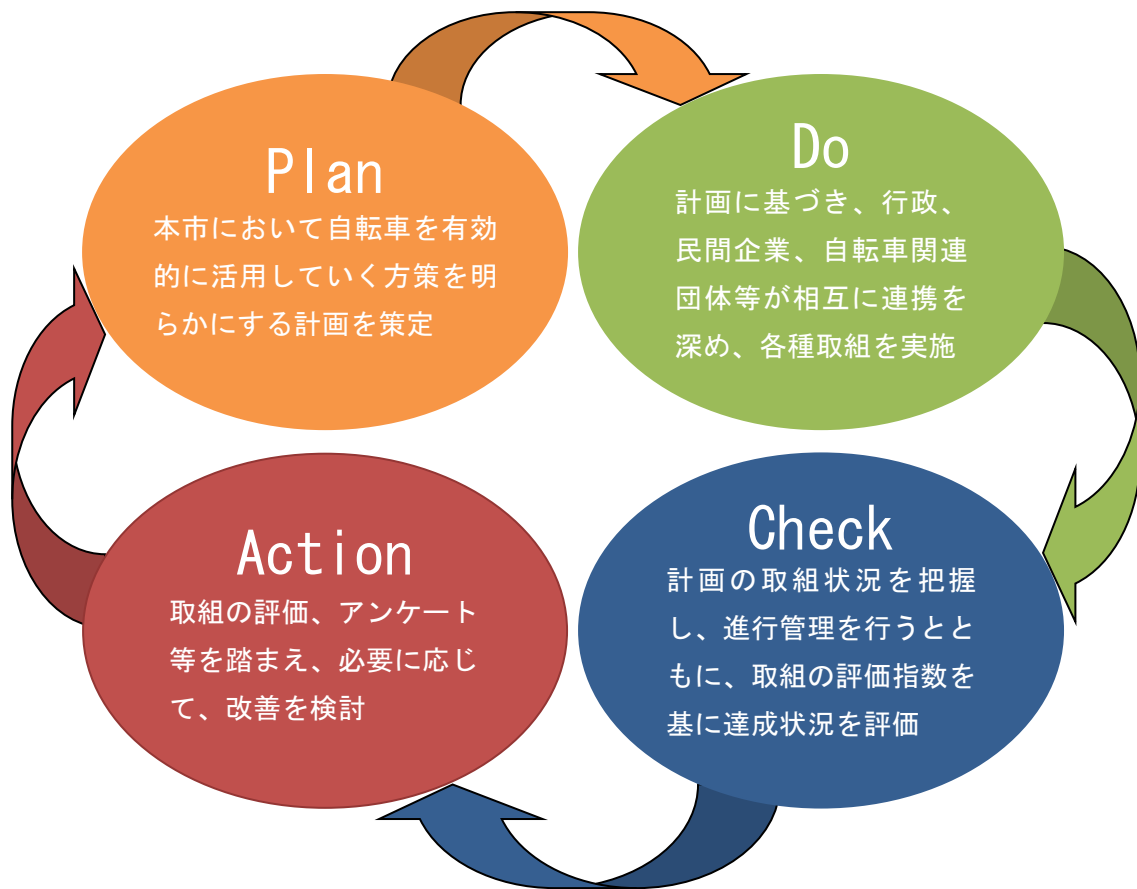 Plan
本市において自転車を有効
的に活用していく方策を明
らかにする計画を策定
Do
計画に基づき、行政、
民間企業、自転車関連
団体等が相互に連携を
深め、各種取組を実施
Action
取組の評価、アンケート
等を踏まえ、必要に応じ
て、改善を検討
Check
計画の取組状況を把握
し、進行管理を行うとと
もに、取組の評価指数を
基に達成状況を評価